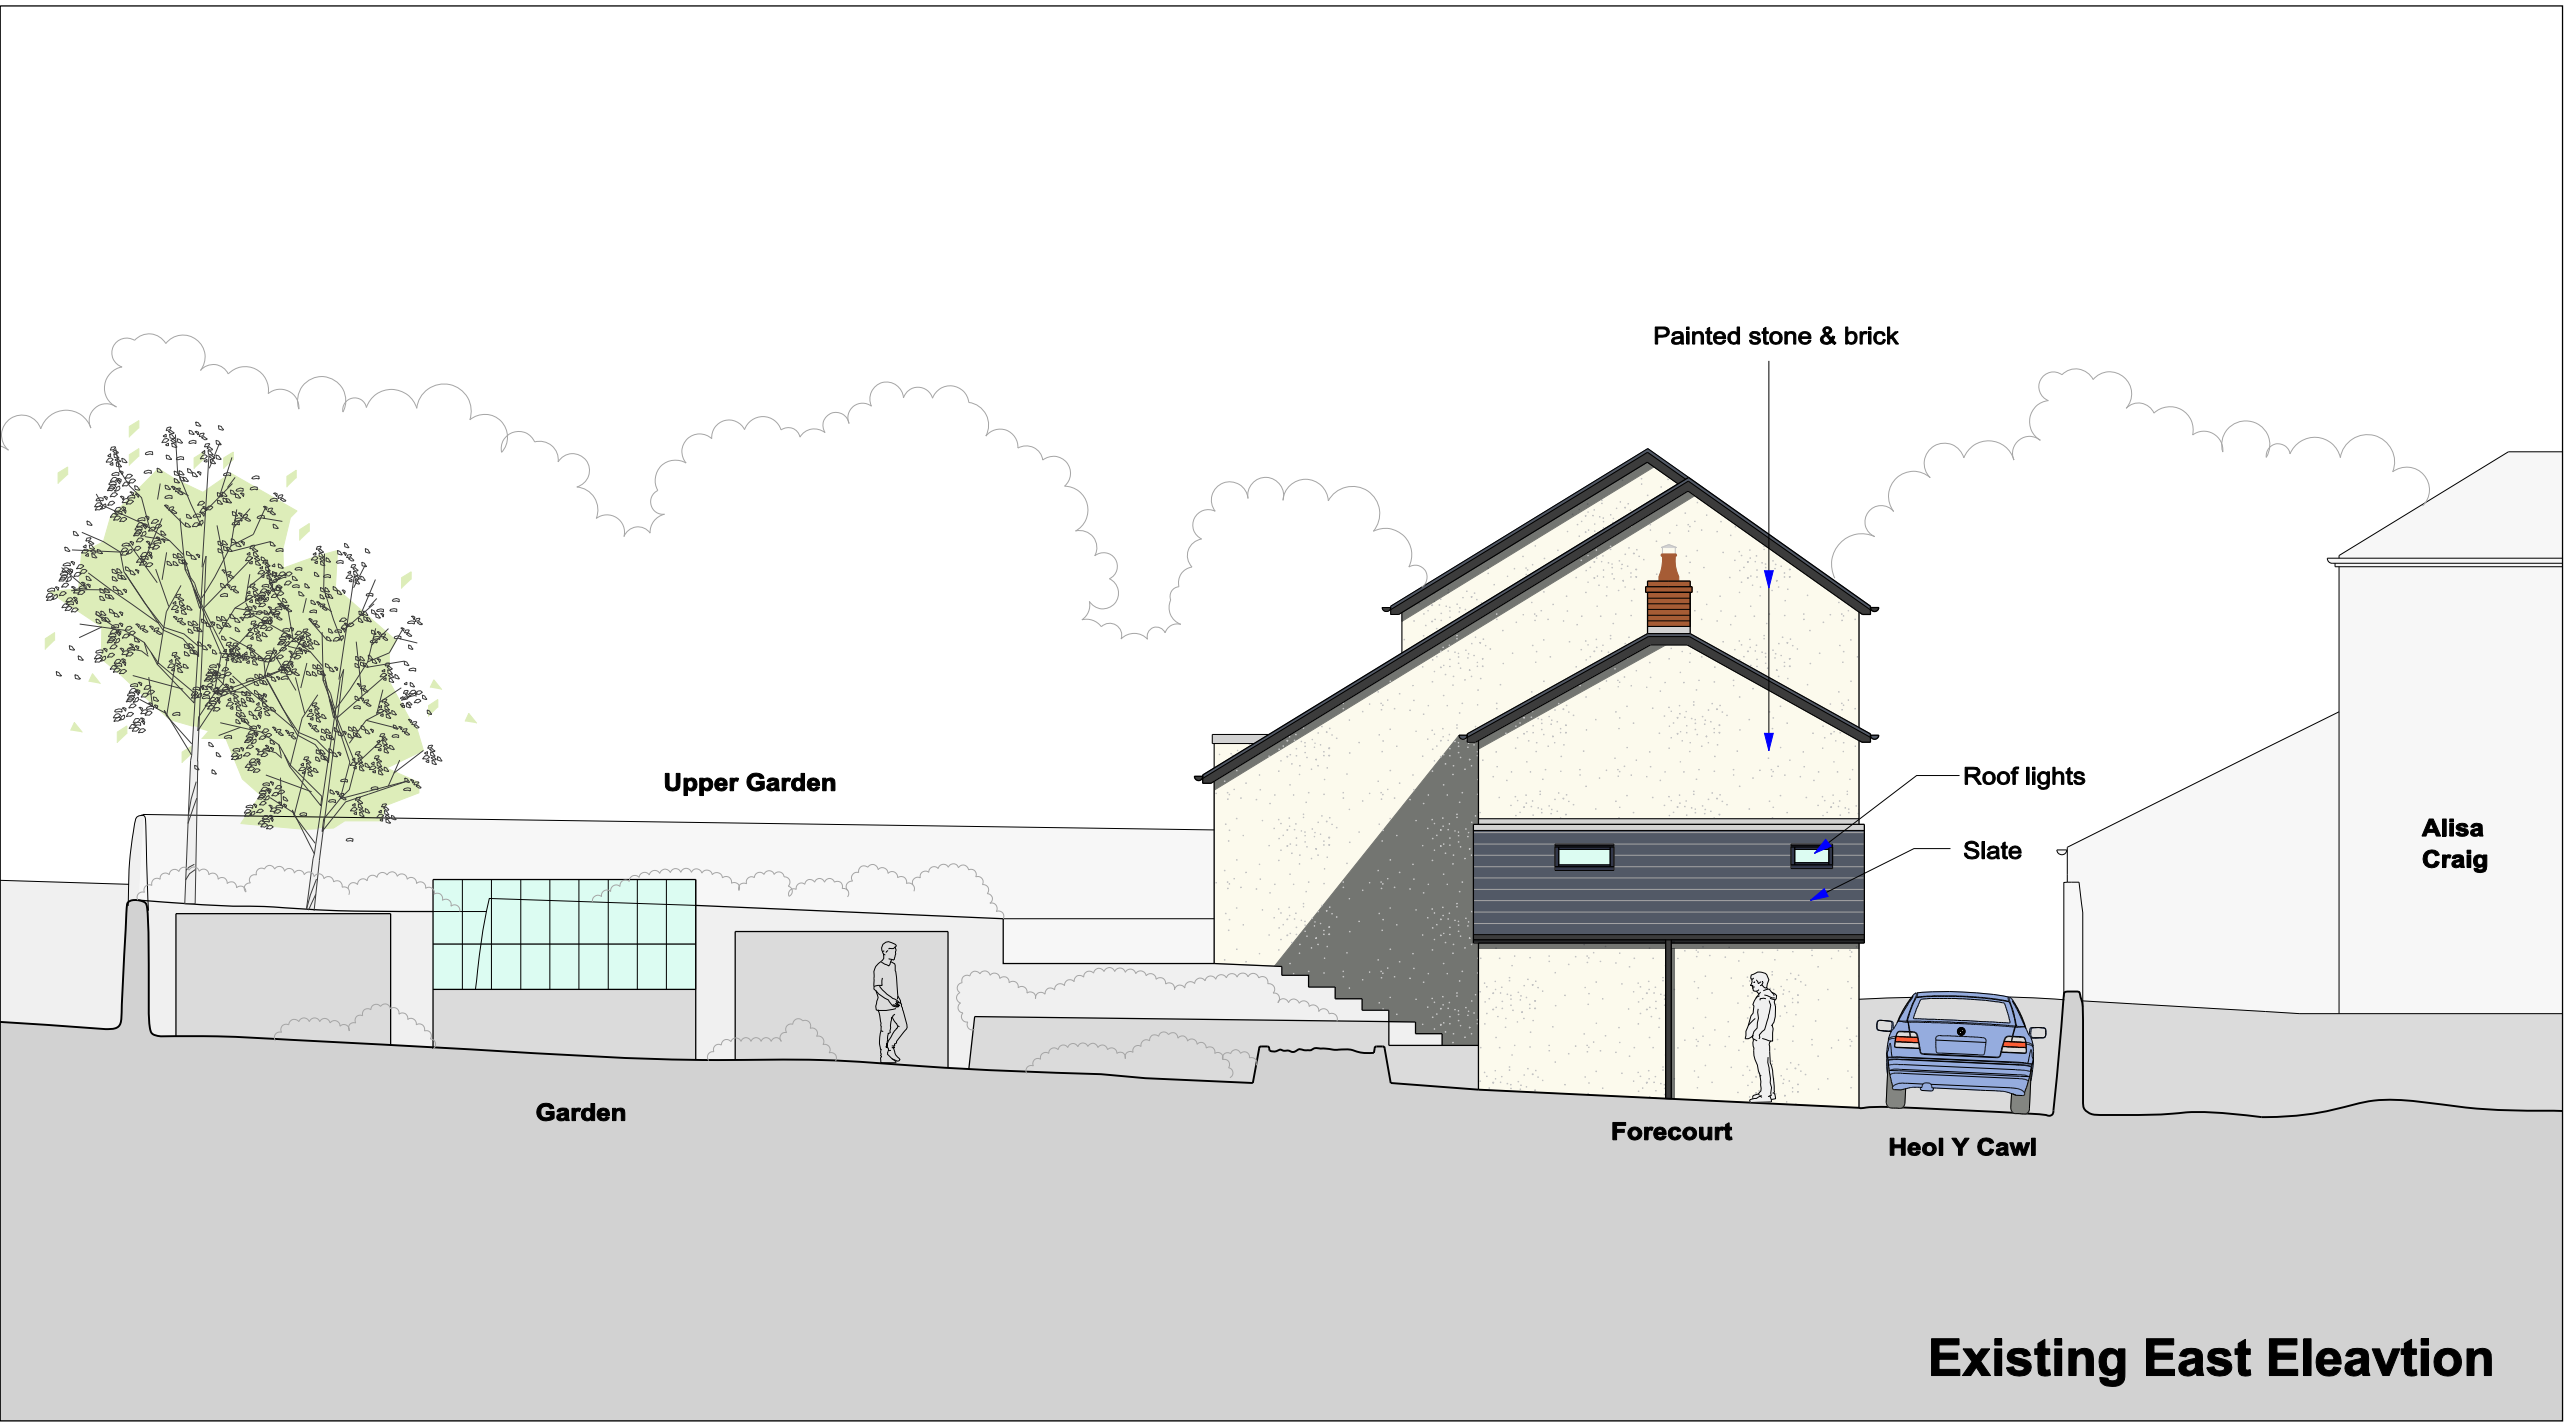 Painted stone & brick
Upper Garden
Roof lights
Slate
Alisa
Craig
Garden
Forecourt
Heol Y Cawl
Existing East Eleavtion